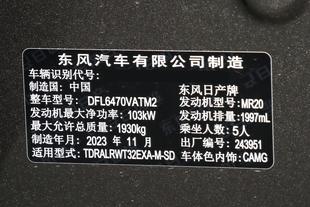 东风汽车有限公司制造
车辆识别代号:
制造国: 中国 东风日产牌
整车型号: DFL6470VATM2 发动机型号: MR20
发动机最大净功率: 103kW 发动机排量: 1997mL
最大允许总质量: 1930kg 乘坐人数: 5人
制造年月: 2023 年 11 月 出厂编号: 243951
适用型式: TDRALRWT32EXA-M-SD 车体色内饰: CAMG